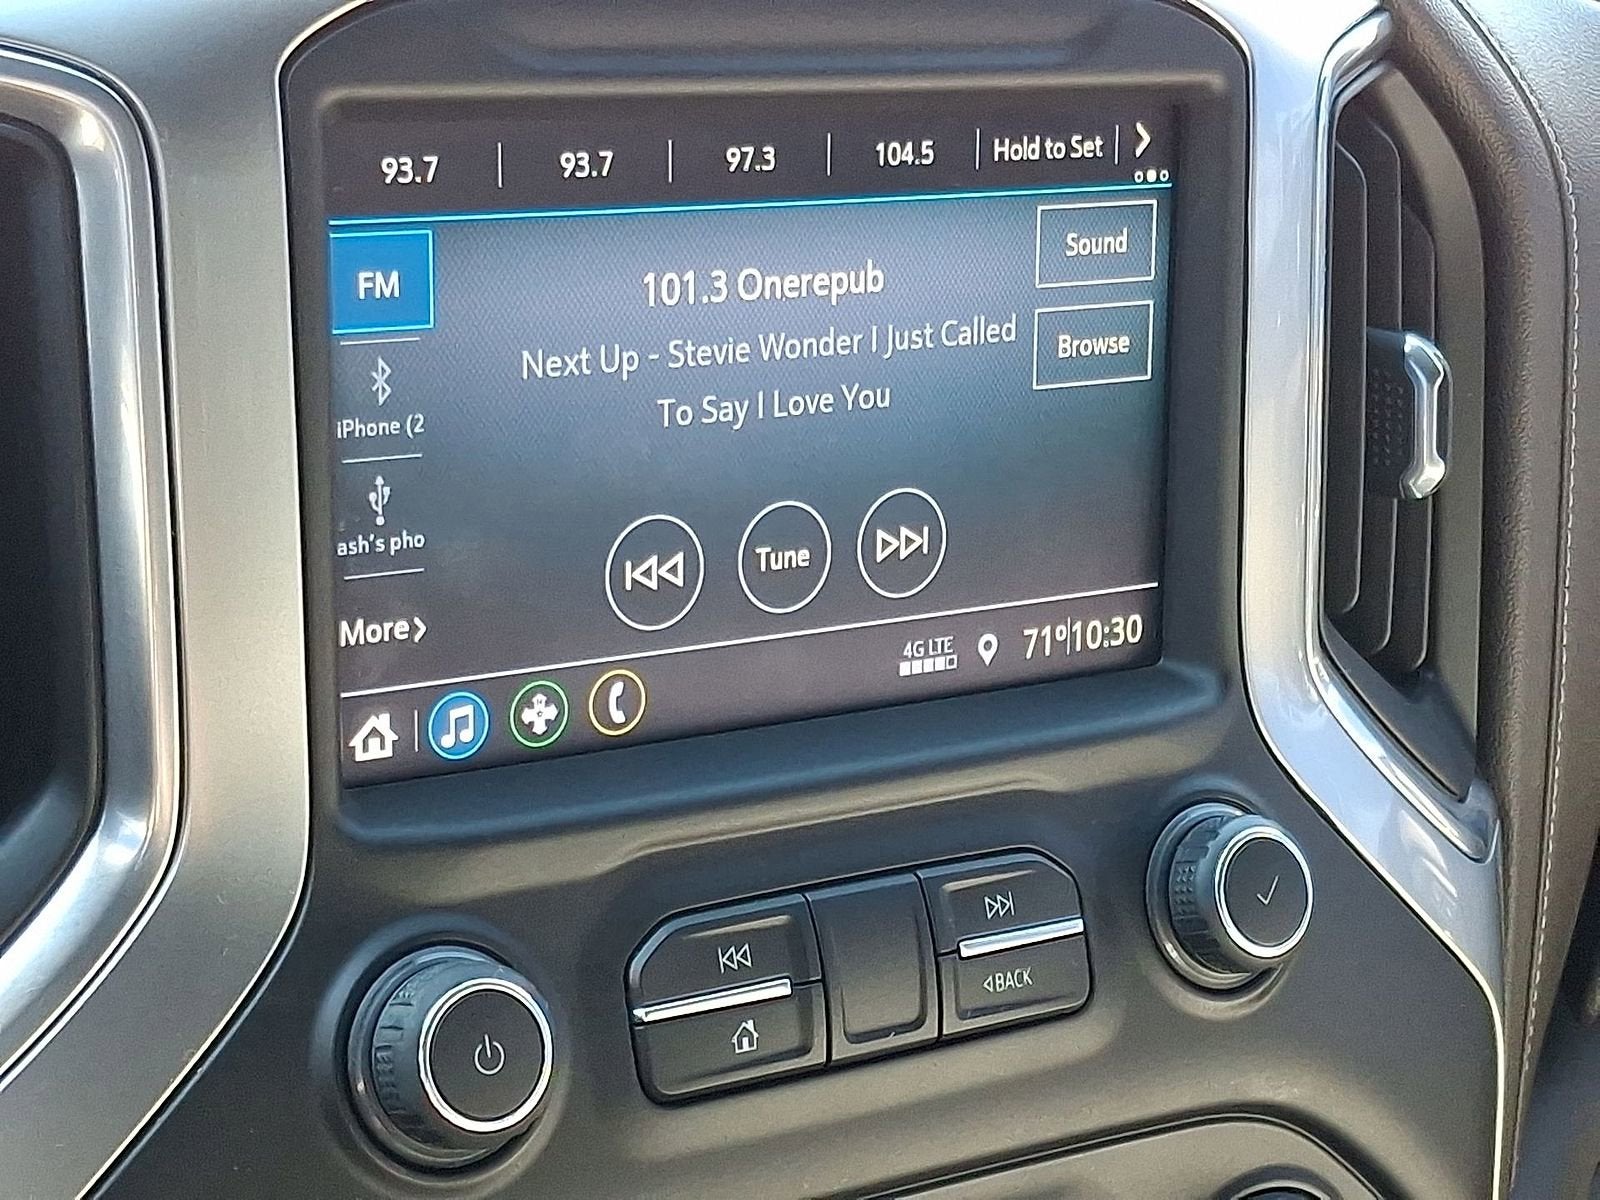 93.7 | 93.7 | 97.3 | 104.5 | Hold to Set |
FM
101.3 Onerepub
Sound
Next Up - Stevie Wonder I Just Called
To Say I Love You
Browse
iPhone (2
ash's pho
Tune
More
4G LTE
71° 10:30
BACK